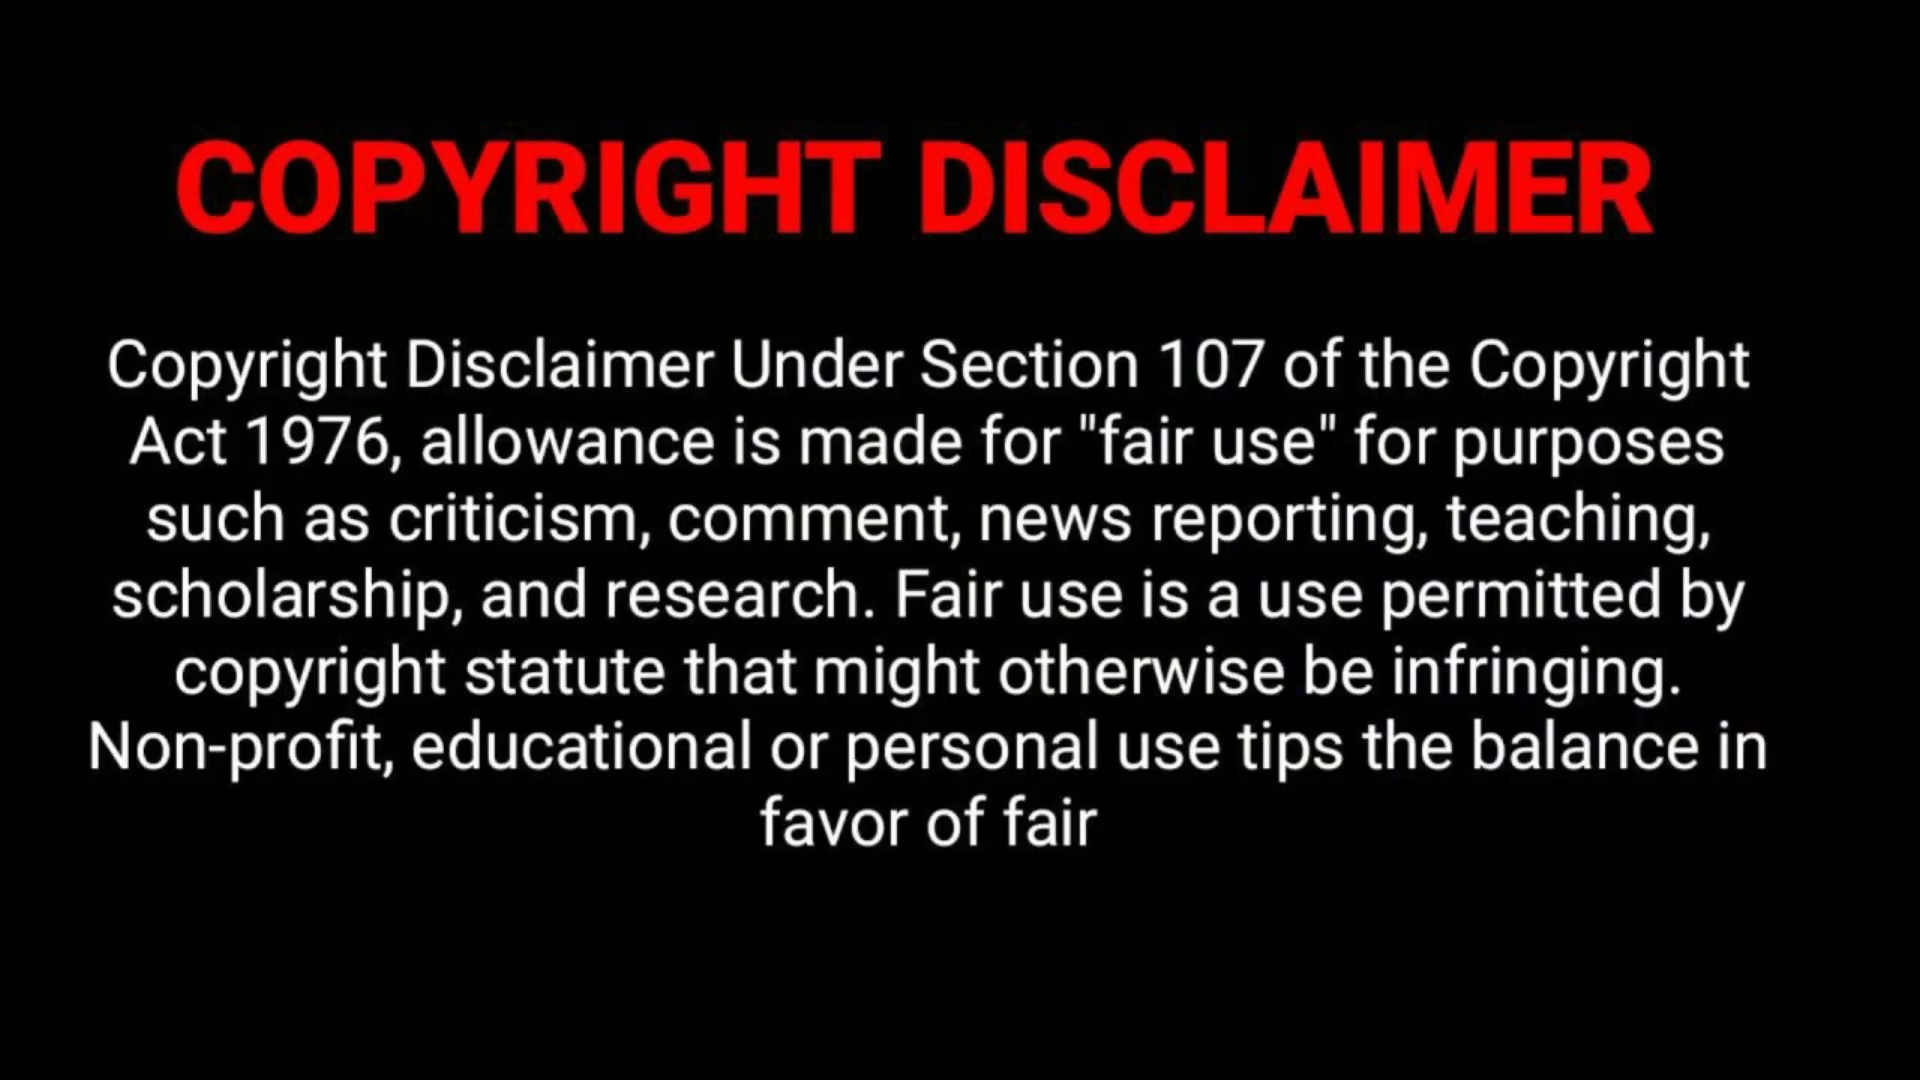 COPYRIGHT DISCLAIMER
Copyright Disclaimer Under Section 107 of the Copyright
Act 1976, allowance is made for "fair use" for purposes
such as criticism, comment, news reporting, teaching,
scholarship, and research. Fair use is a use permitted by
copyright statute that might otherwise be infringing.
Non-profit, educational or personal use tips the balance in
favor of fair